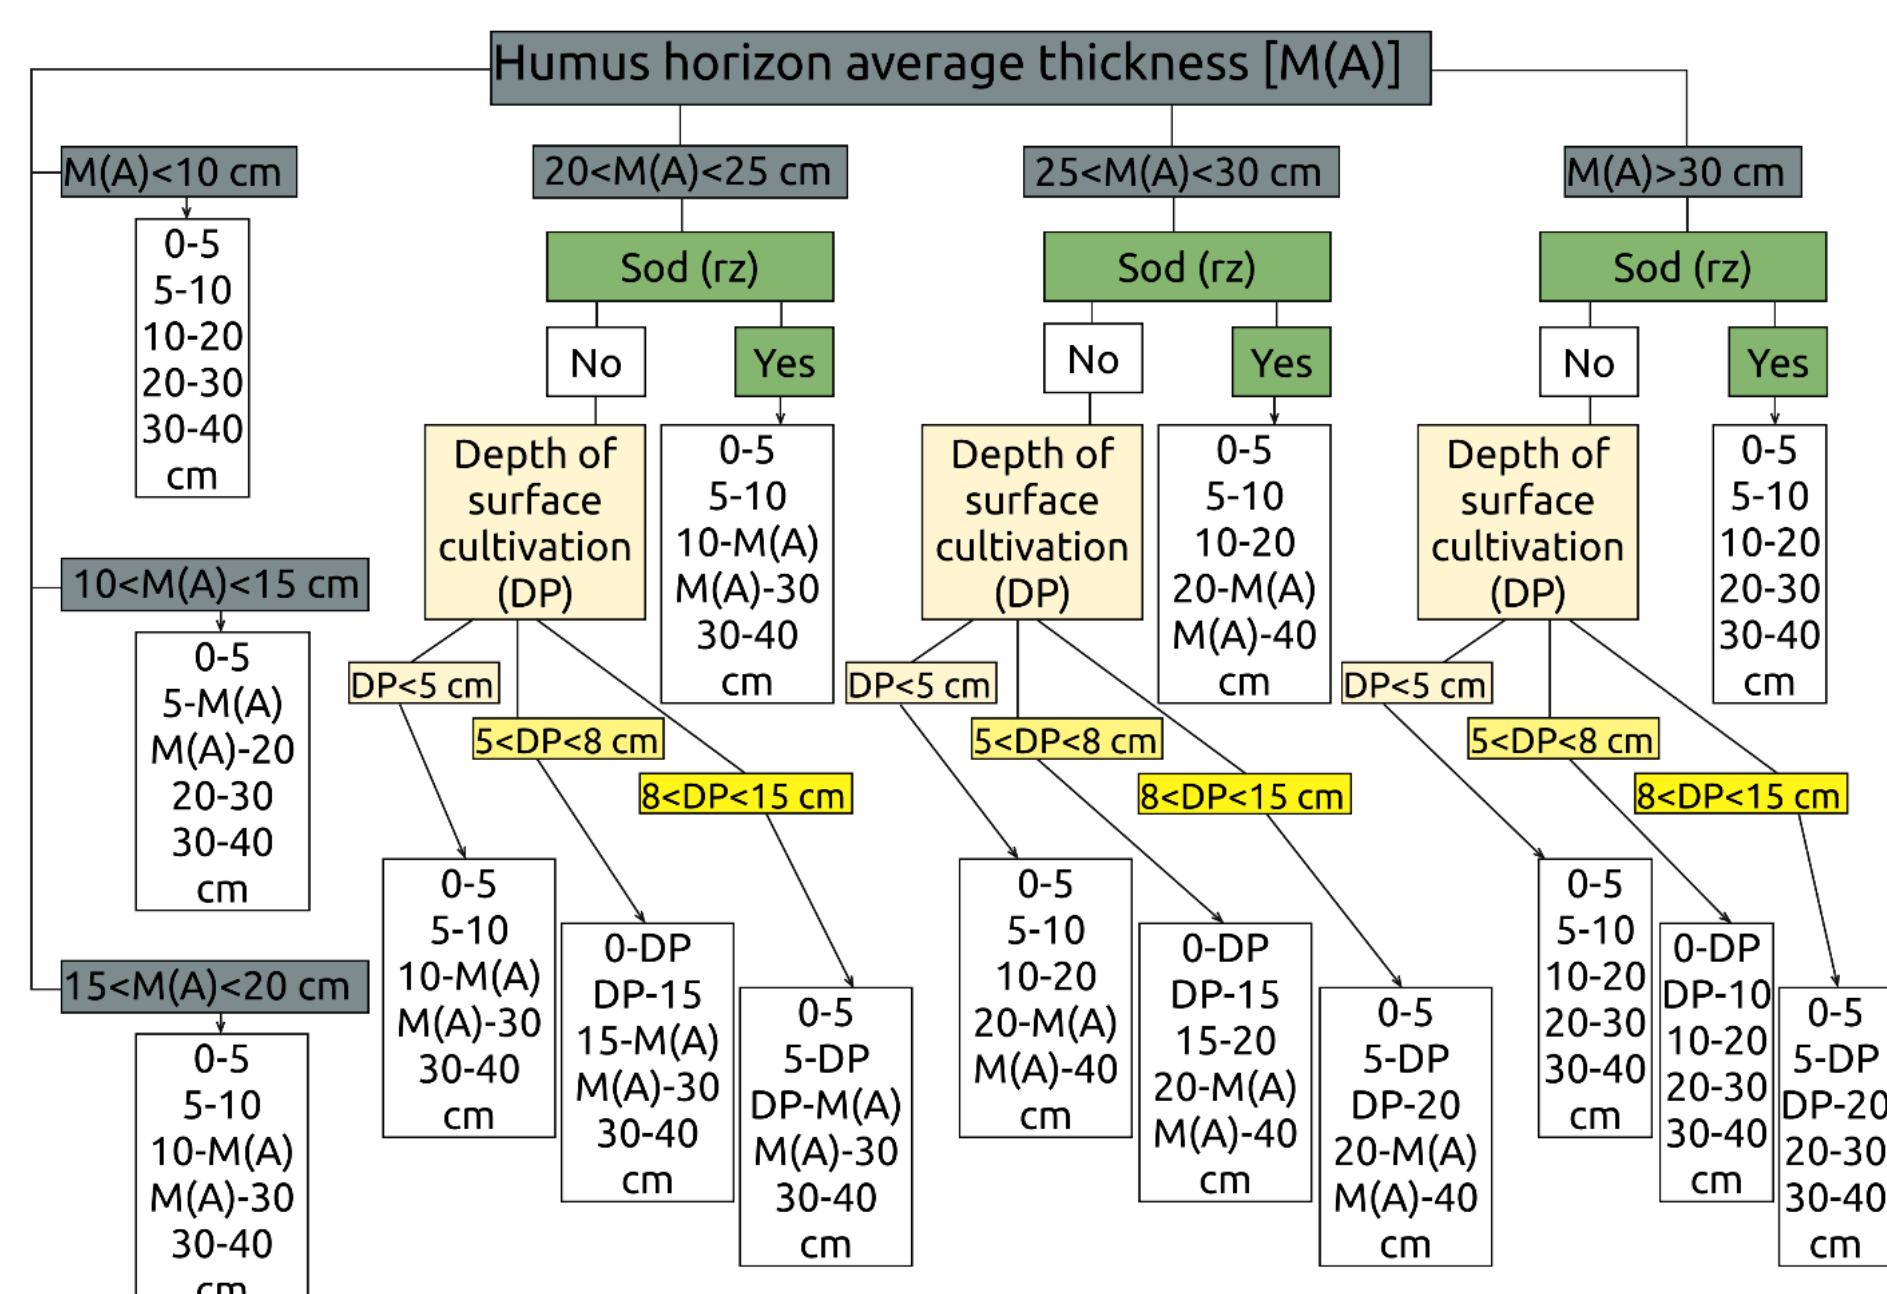 Humus horizon average thickness [M(A)]
M(A)<10 cm
0-5
5-10
10-20
20-30
30-40
cm
10<M(A)<15 cm
0-5
5-M(A)
M(A)-20
20-30
30-40
cm
15<M(A)<20 cm
0-5
5-10
10-M(A)
M(A)-30
30-40
cm
20<M(A)<25 cm
Sod (rz)
No
Yes
Depth of
surface
cultivation
(DP)
0-5
5-10
10-M(A)
M(A)-30
30-40
cm
DP<5 cm
5<DP<8 cm
8<DP<15 cm
0-5
5-10
10-M(A)
M(A)-30
30-40
cm
0-DP
DP-15
15-M(A)
M(A)-30
30-40
cm
0-5
5-DP
DP-M(A)
M(A)-30
30-40
cm
25<M(A)<30 cm
Sod (rz)
No
Yes
Depth of
surface
cultivation
(DP)
0-5
5-10
10-20
20-M(A)
M(A)-40
cm
DP<5 cm
5<DP<8 cm
8<DP<15 cm
0-5
5-10
10-20
20-M(A)
M(A)-40
cm
0-DP
DP-15
15-20
20-M(A)
M(A)-40
cm
0-5
5-DP
DP-20
20-M(A)
M(A)-40
cm
M(A)>30 cm
Sod (rz)
No
Yes
Depth of
surface
cultivation
(DP)
0-5
5-10
10-20
20-30
30-40
cm
DP<5 cm
5<DP<8 cm
8<DP<15 cm
0-5
5-10
10-20
20-30
30-40
cm
0-DP
DP-10
10-20
20-30
30-40
cm
0-5
5-DP
DP-20
20-30
30-40
cm